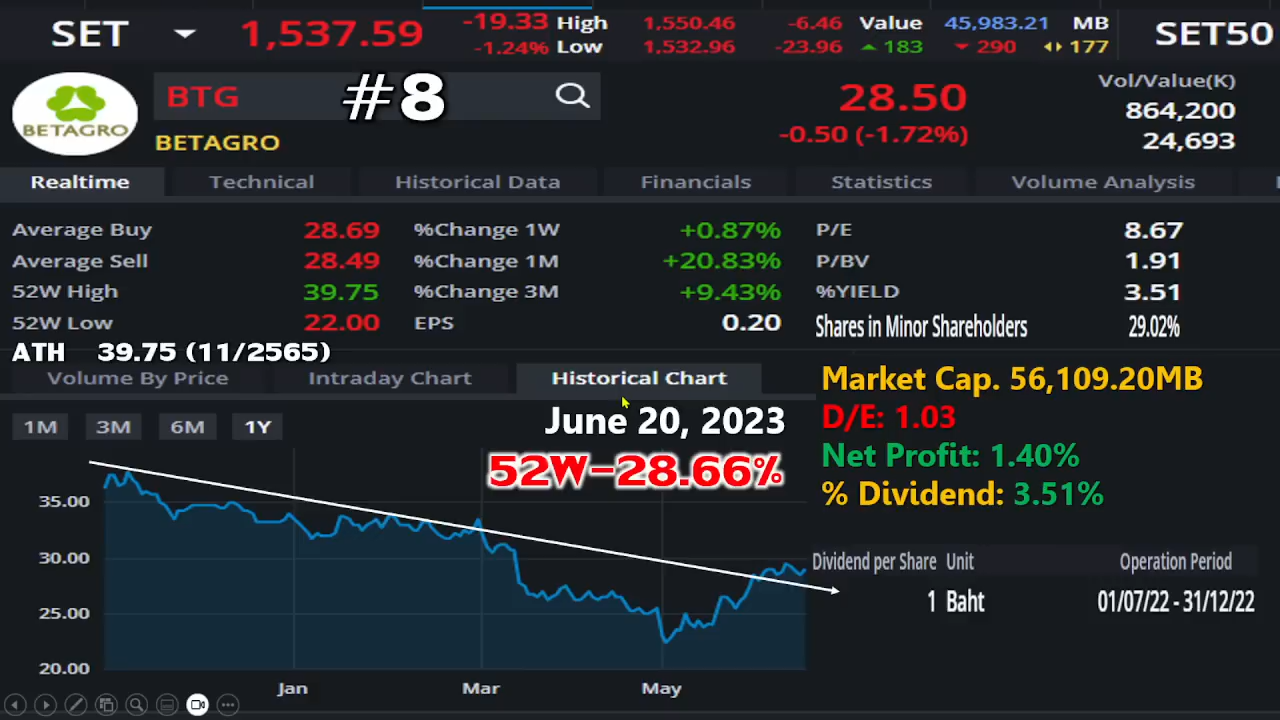 SET 1,537.59 -19.33 High 1,550.46 -6.46 Value 45,983.21 MB SET50
-1.24% Low 1,532.96 -23.96 183 290 177
BETAGRO BTG #8 28.50 Vol/Value(K)
864,200
BETAGRO -0.50 (-1.72%) 24,693
Realtime Technical Historical Data Financials Statistics Volume Analysis
Average Buy 28.69 %Change 1W +0.87% P/E 8.67
Average Sell 28.49 %Change 1M +20.83% P/BV 1.91
52W High 39.75 %Change 3M +9.43% %YIELD 3.51
52W Low 22.00 EPS 0.20 Shares in Minor Shareholders 29.02%
ATH 39.75 (11/2565)
Volume By Price Intraday Chart Historical Chart Market Cap. 56,109.20MB
1M 3M 6M 1Y June 20, 2023 D/E: 1.03
52W-28.66% Net Profit: 1.40%
% Dividend: 3.51%
35.00
30.00 Dividend per Share Unit Operation Period
25.00 1 Baht 01/07/22 - 31/12/22
20.00
Jan Mar May